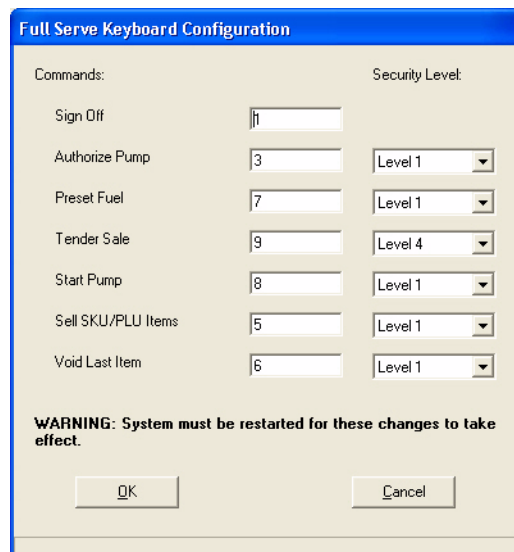 Full Serve Keyboard Configuration
Commands: Security Level:
Sign Off 1
Authorize Pump 3 Level 1
Preset Fuel 7 Level 1
Tender Sale 9 Level 4
Start Pump 8 Level 1
Sell SKU/PLU Items 5 Level 1
Void Last Item 6 Level 1
WARNING: System must be restarted for these changes to take
effect.
OK Cancel